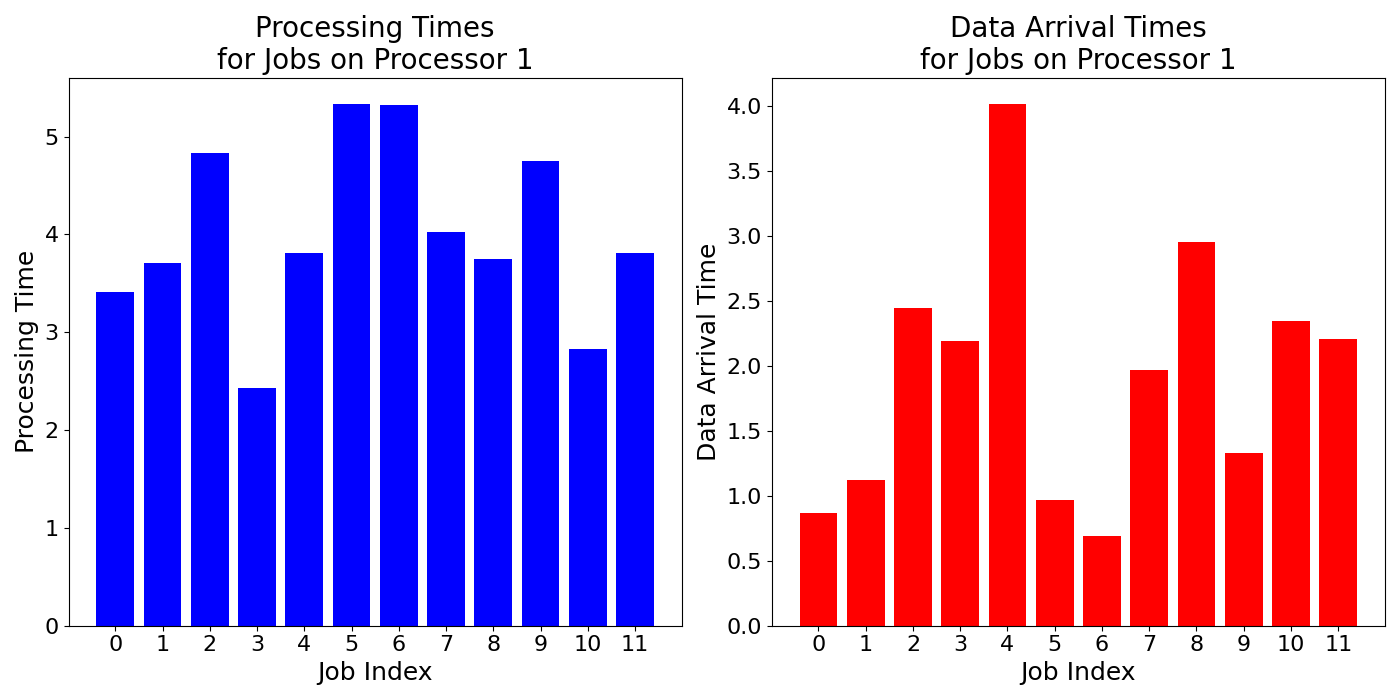 Processing Times
for Jobs on Processor 1
Processing Time
5
4
3
2
1
0
0 1 2 3 4 5 6 7 8 9 10 11
Job Index
Data Arrival Times
for Jobs on Processor 1
Data Arrival Time
4.0
3.5
3.0
2.5
2.0
1.5
1.0
0.5
0.0
0 1 2 3 4 5 6 7 8 9 10 11
Job Index